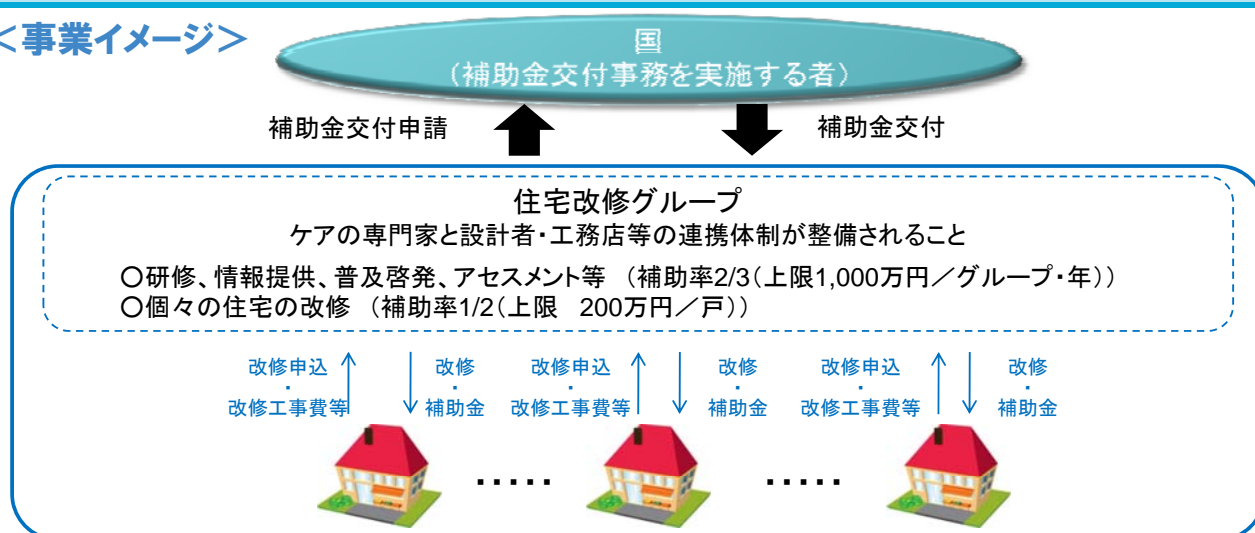 ＜事業イメージ＞
国
（補助金交付事務を実施する者）
補助金交付申請
補助金交付
住宅改修グループ
ケアの専門家と設計者・工務店等の連携体制が整備されること
○研修、情報提供、普及啓発、アセスメント等　（補助率2/3（上限1,000万円／グループ・年））
○個々の住宅の改修　（補助率1/2（上限　200万円／戸））
改修申込
・
改修工事費等
改修
・
補助金
改修申込
・
改修工事費等
改修
・
補助金
改修申込
・
改修工事費等
改修
・
補助金
・・・・・
・・・・・